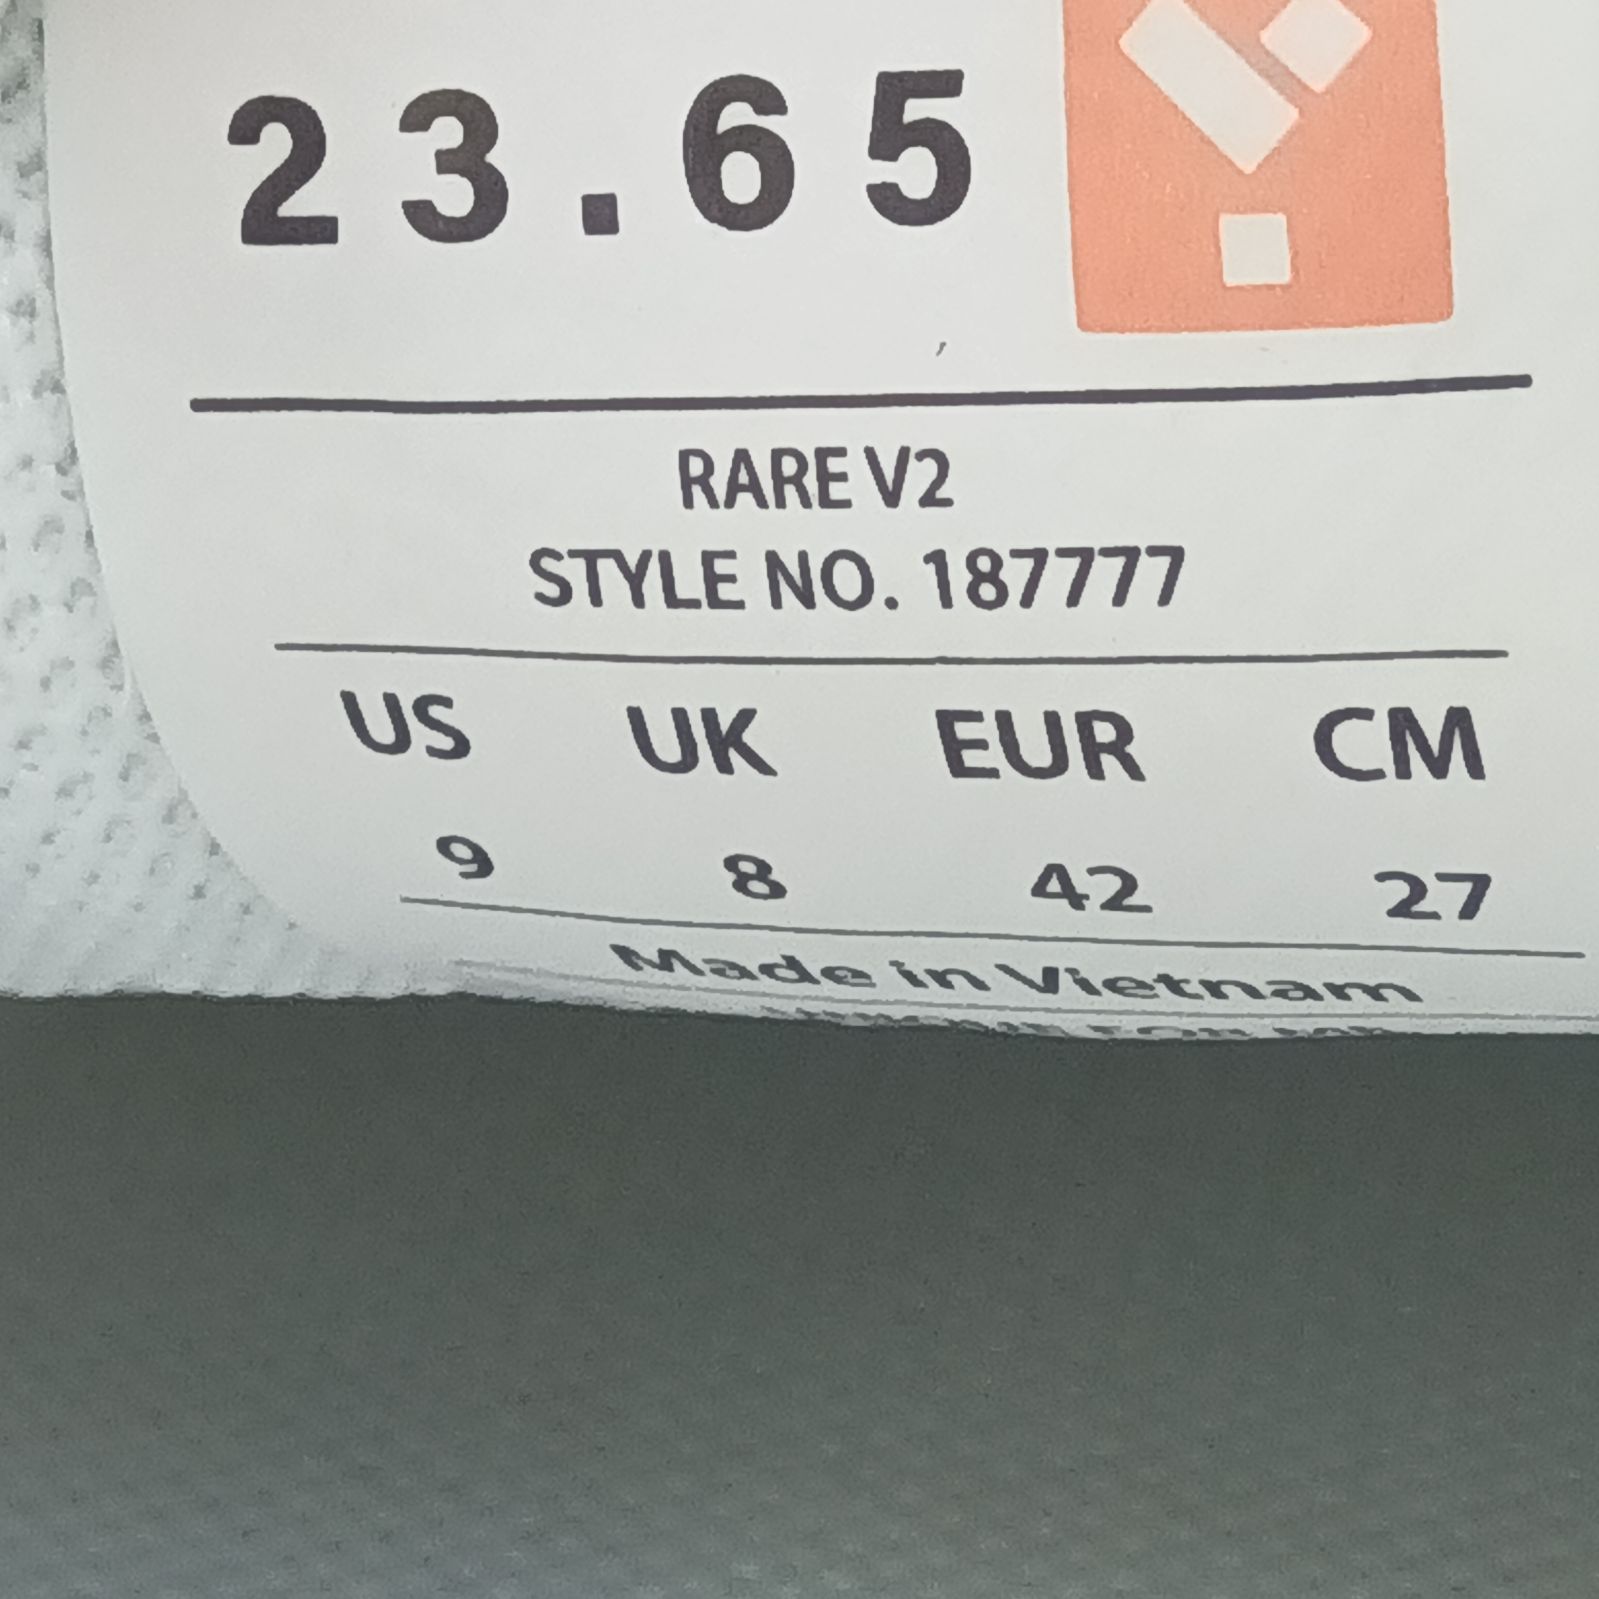 23.65
RARE V2
STYLE NO. 187777
US UK EUR CM
9 8 42 27
Made in Vietnam